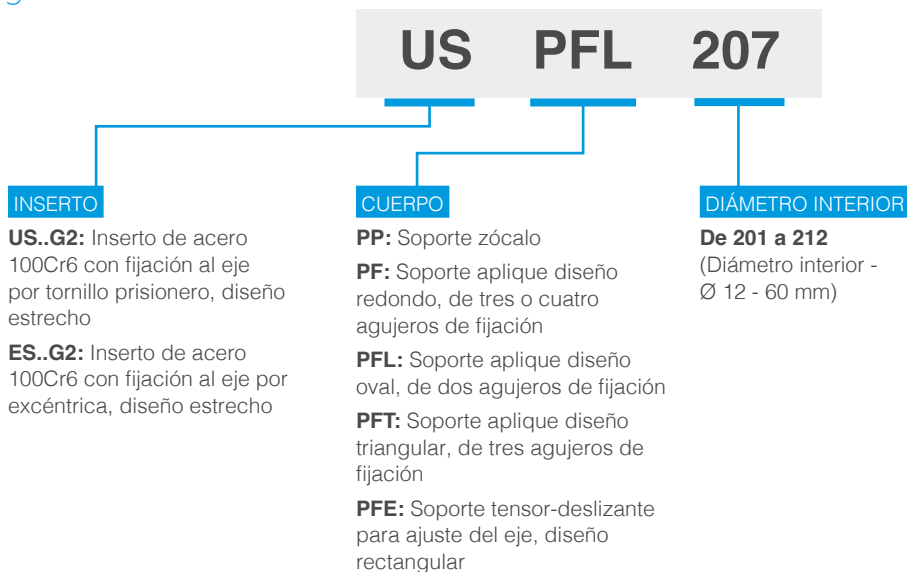 US PFL 207
INSERTO
US..G2: Inserto de acero
100Cr6 con fijación al eje
por tornillo prisionero, diseño
estrecho
ES..G2: Inserto de acero
100Cr6 con fijación al eje por
excéntrica, diseño estrecho
CUERPO
PP: Soporte zócalo
PF: Soporte aplique diseño
redondo, de tres o cuatro
agujeros de fijación
PFL: Soporte aplique diseño
oval, de dos agujeros de fijación
PFT: Soporte aplique diseño
triangular, de tres agujeros de
fijación
PFE: Soporte tensor-deslizante
para ajuste del eje, diseño
rectangular
DIÁMETRO INTERIOR
De 201 a 212
(Diámetro interior -
Ø 12 - 60 mm)